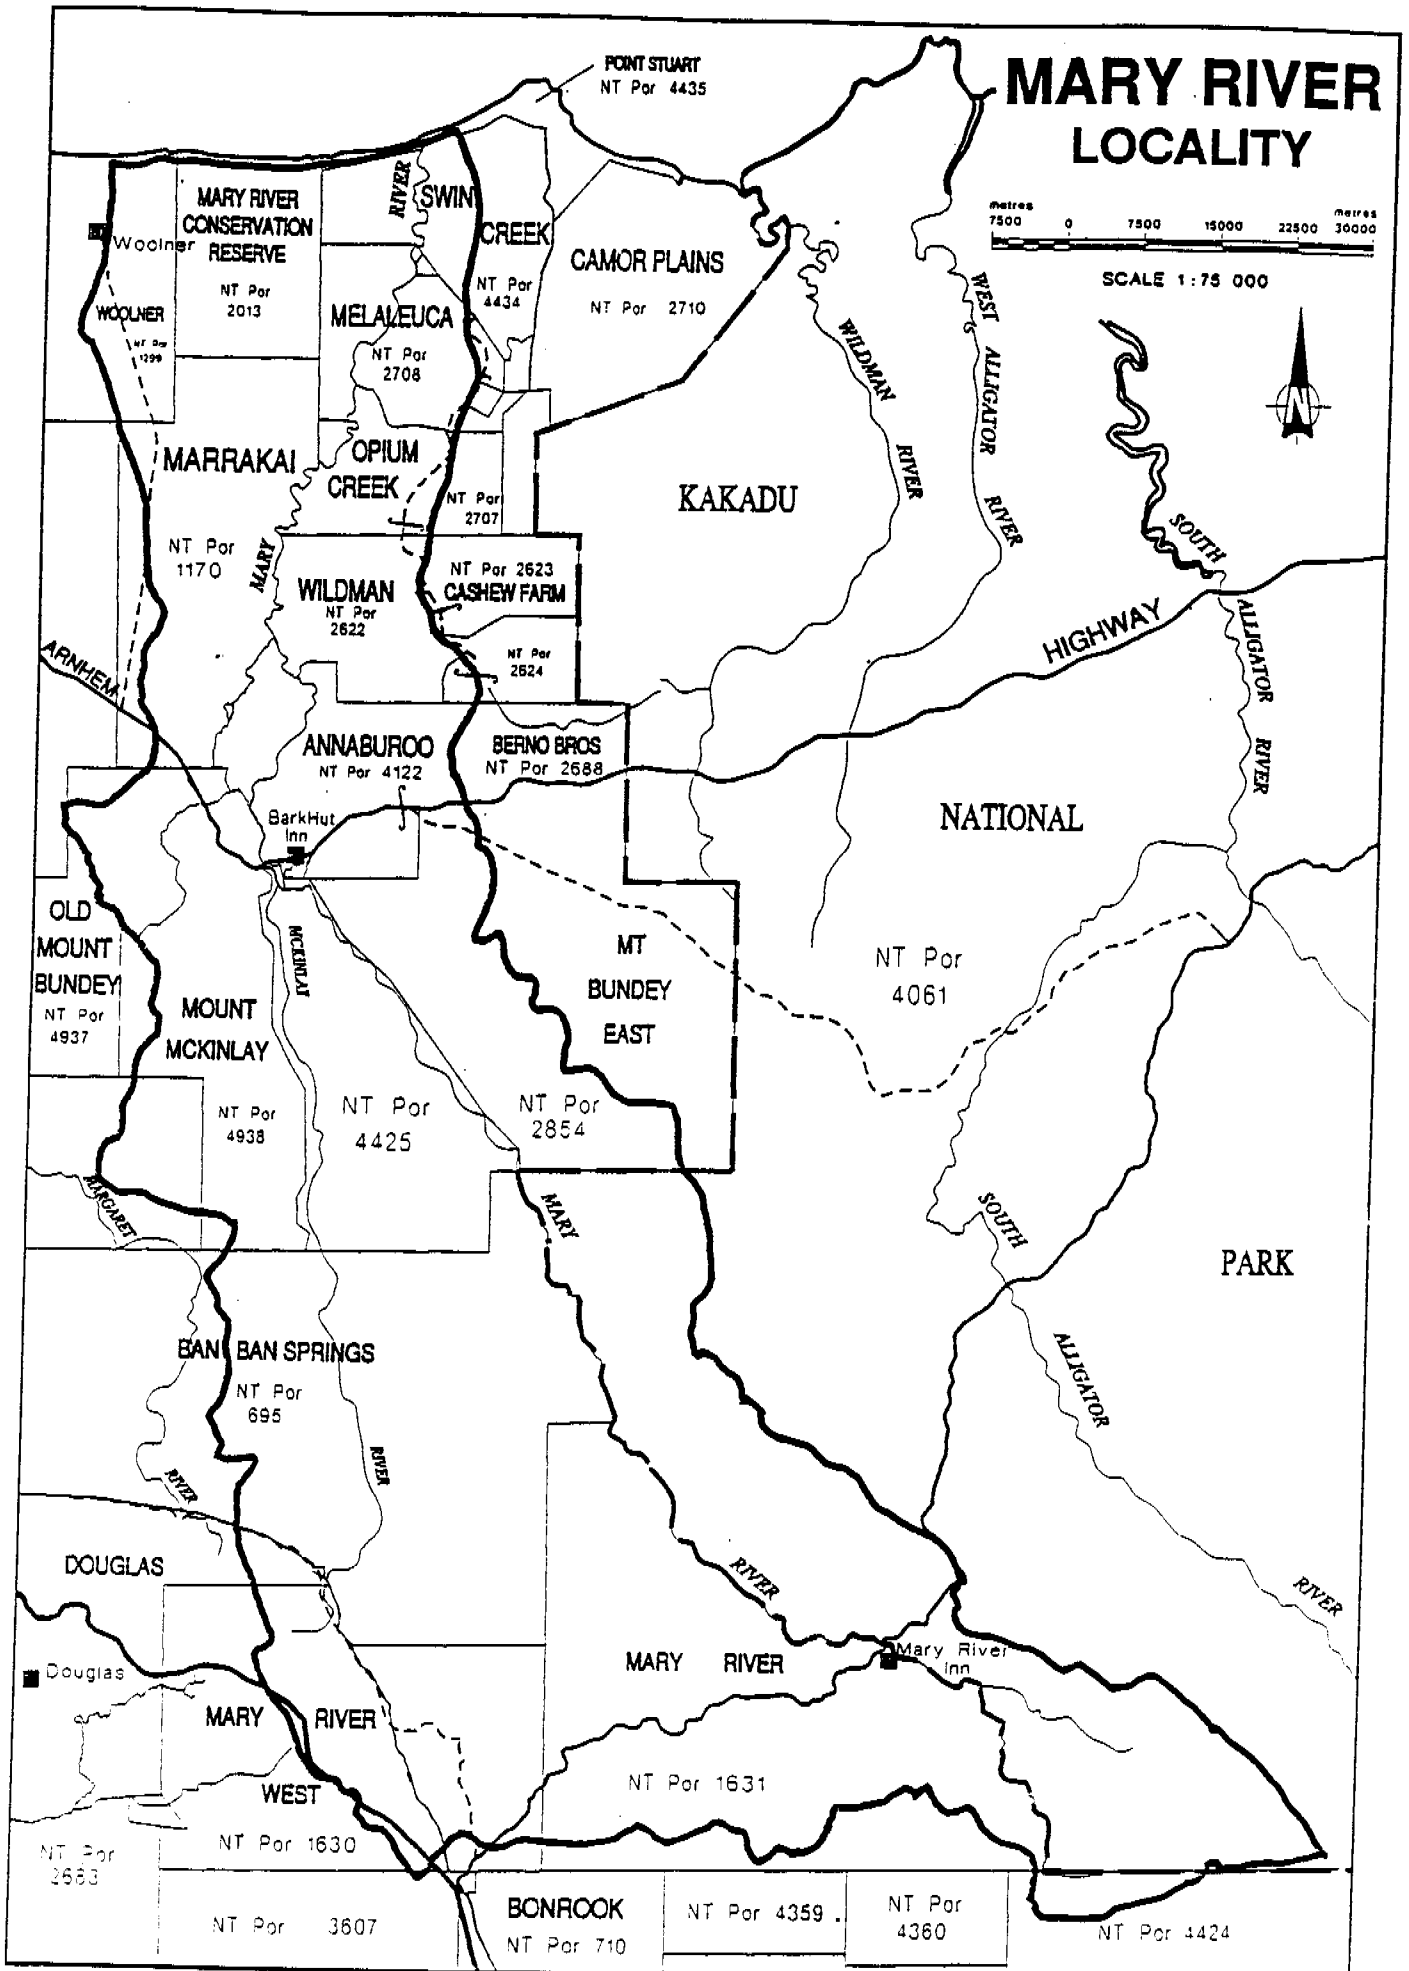 POINT STUART
NT Por 4435
MARY RIVER
LOCALITY
metres
7500 0 7500 15000 22500 30000
metres
SCALE 1:75 000
N
RIVER
SWIN
CREEK
NT Por
4434
MARY RIVER
CONSERVATION
RESERVE
NT Por
2013
Woolner
WOOLNER
NT Por
1299
MELALEUCA
NT Por
2708
CAMOR PLAINS
NT Por 2710
WILDMAN
RIVER
WEST
ALLIGATOR
RIVER
MARRAKAI
NT Por
1170
OPIUM
CREEK
NT Por
2707
KAKADU
MARY
WILDMAN
NT Por
2622
NT Por 2623
CASHEW FARM
NT Por
2624
SOUTH
ALLIGATOR
RIVER
HIGHWAY
ARNHEM
ANNABUROO
NT Por 4122
BERNO BROS
NT Por 2688
BarkHut
Inn
NATIONAL
OLD
MOUNT
BUNDEY
NT Por
4937
MCKINLAY
MOUNT
MCKINLAY
NT Por
4938
NT Por
4425
MT
BUNDEY
EAST
NT Por
2854
NT Por
4061
MARGARET
MARY
SOUTH
PARK
BAN BAN SPRINGS
NT Por
695
ALLIGATOR
RIVER
RIVER
RIVER
RIVER
DOUGLAS
Douglas
MARY RIVER
Mary River
Inn
MARY RIVER
WEST
NT Por 1630
NT Por 1631
NT Por
2683
NT Por 3607
BONROOK
NT Por 710
NT Por 4359
NT Por
4360
NT Por 4424